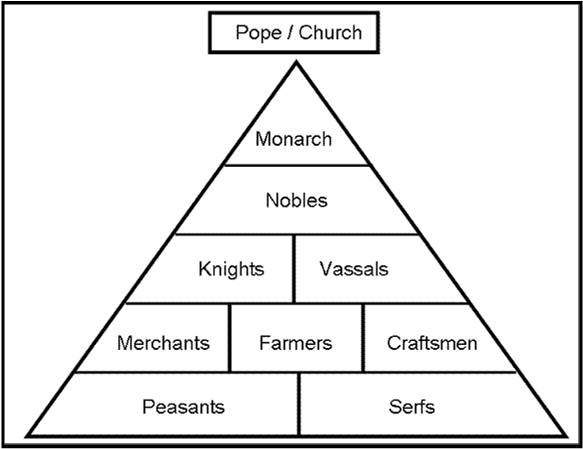 Pope / Church
Monarch
Nobles
Knights Vassals
Merchants Farmers Craftsmen
Peasants Serfs